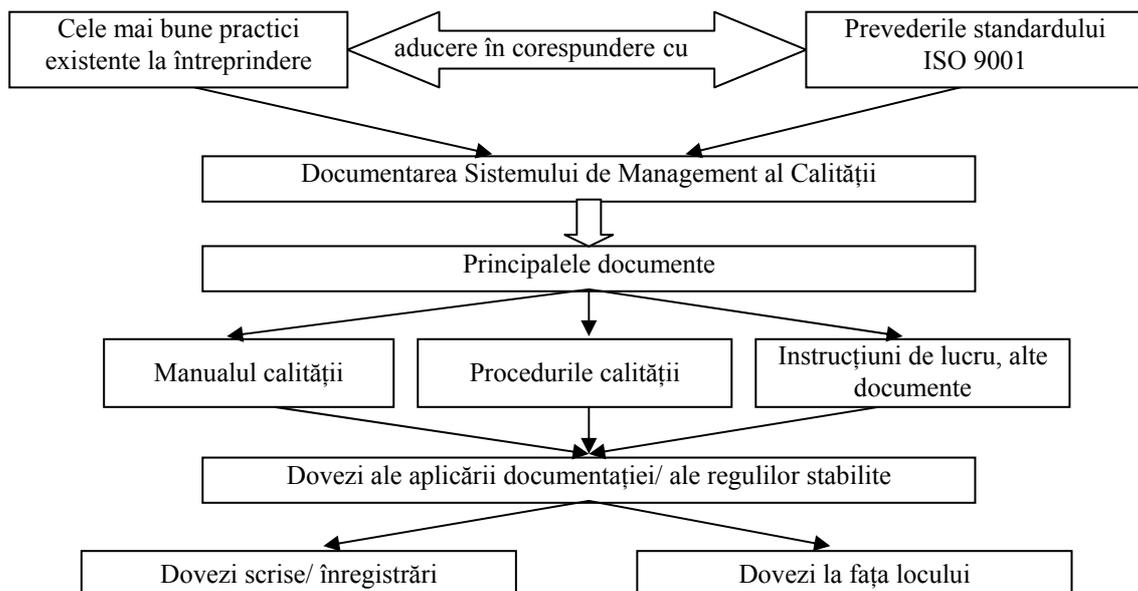 Cele mai bune practici
existente la întreprindere
aducere în corespundere cu
Prevederile standardului
ISO 9001
Documentarea Sistemului de Management al Calității
Principalele documente
Manualul calității
Procedurile calității
Instrucțiuni de lucru, alte
documente
Dovezi ale aplicării documentației/ ale regulilor stabilite
Dovezi scrise/ înregistrări
Dovezi la fața locului